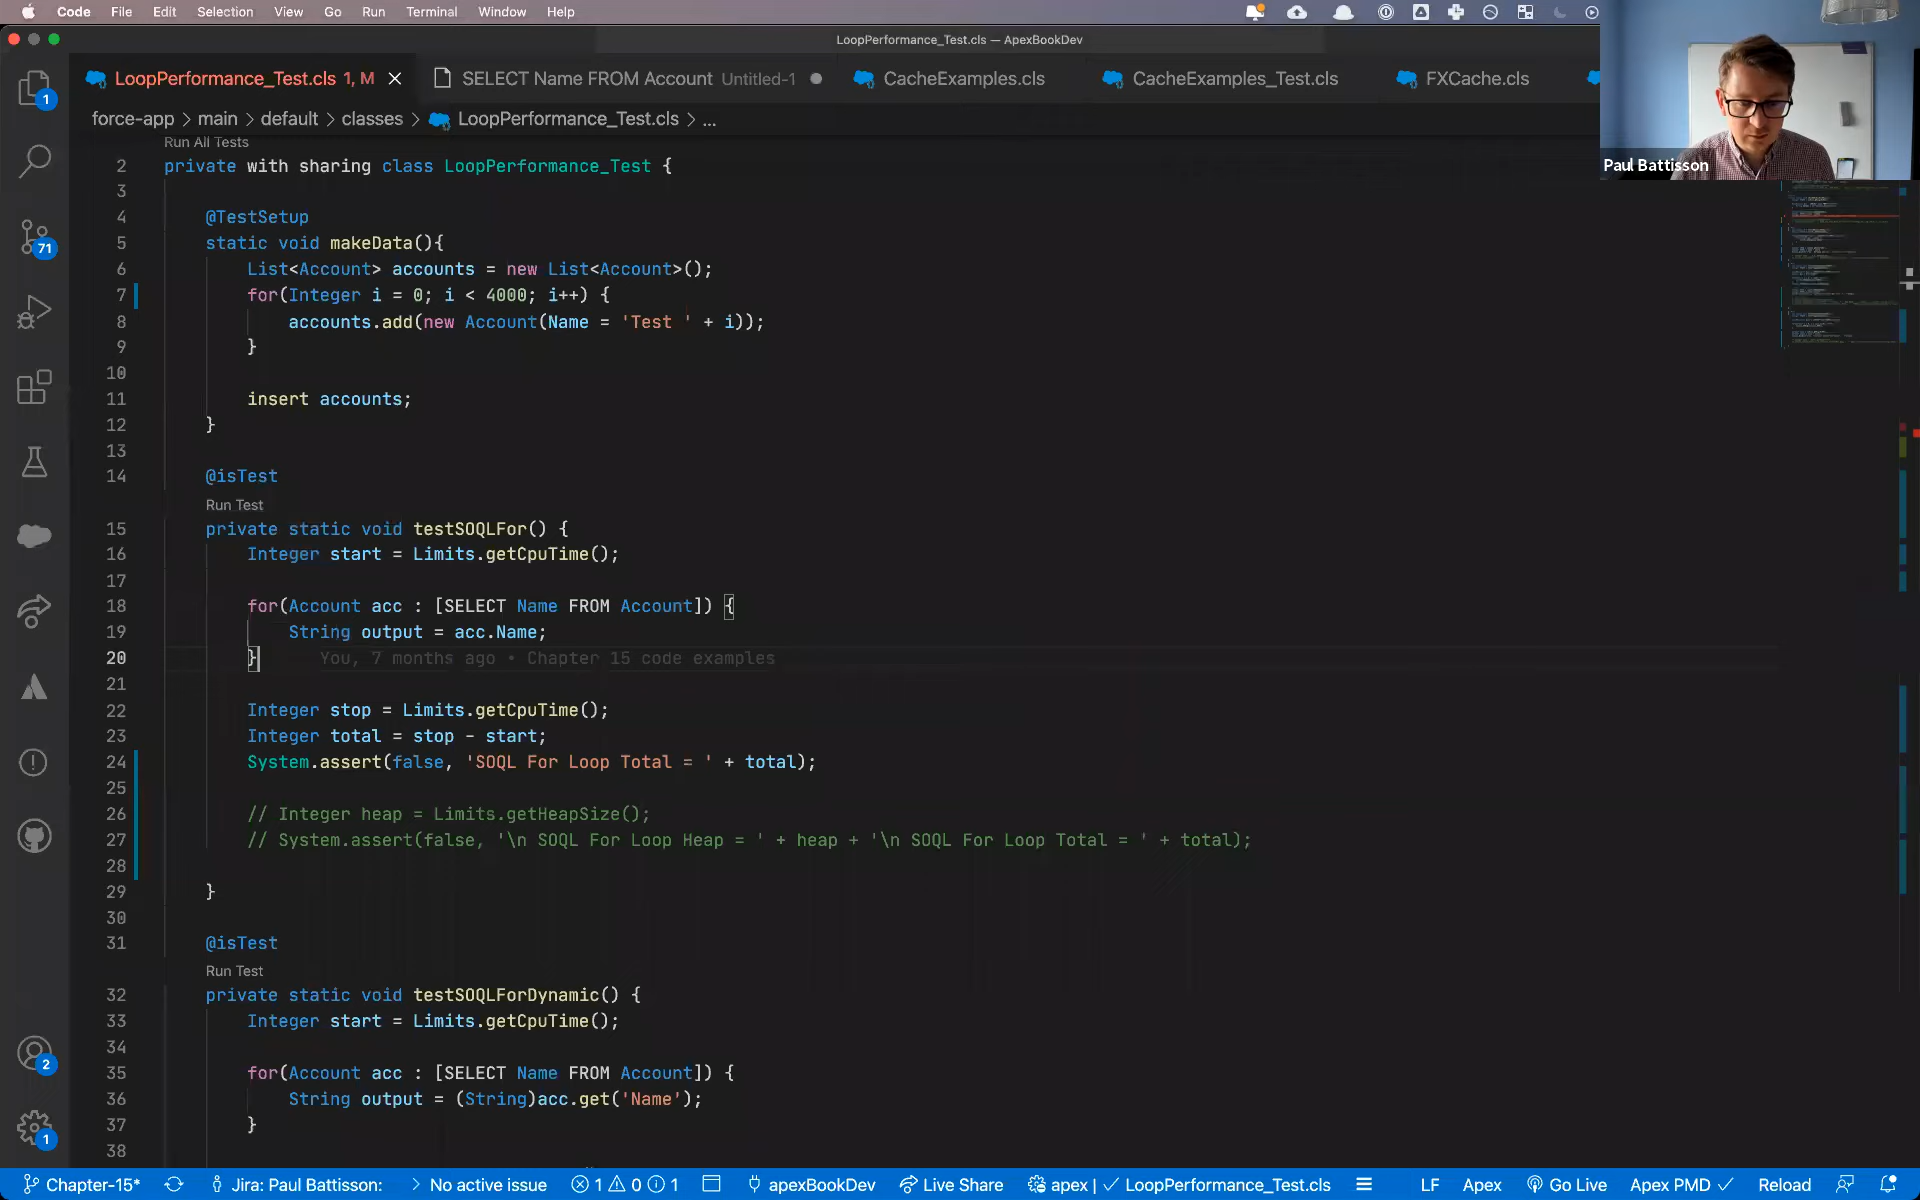 Code File Edit Selection View Go Run Terminal Window Help
LoopPerformance_Test.cls — ApexBookDev
LoopPerformance_Test.cls 1, M
SELECT Name FROM Account Untitled-1
CacheExamples.cls
CacheExamples_Test.cls
FXCache.cls
force-app > main > default > classes > LoopPerformance_Test.cls > ...
Paul Battisson
Run All Tests
2 private with sharing class LoopPerformance_Test {
3
4 @TestSetup
5 static void makeData(){
6 List<Account> accounts = new List<Account>();
7 for(Integer i = 0; i < 4000; i++) {
8 accounts.add(new Account(Name = 'Test ' + i));
9 }
10
11 insert accounts;
12 }
13
14 @isTest
Run Test
15 private static void testSOQLFor() {
16 Integer start = Limits.getCpuTime();
17
18 for(Account acc : [SELECT Name FROM Account]) {
19 String output = acc.Name;
20 } You, 7 months ago • Chapter 15 code examples
21
22 Integer stop = Limits.getCpuTime();
23 Integer total = stop - start;
24 System.assert(false, 'SOQL For Loop Total = ' + total);
25
26 // Integer heap = Limits.getHeapSize();
27 // System.assert(false, '\n SOQL For Loop Heap = ' + heap + '\n SOQL For Loop Total = ' + total);
28
29 }
30
31 @isTest
Run Test
32 private static void testSOQLForDynamic() {
33 Integer start = Limits.getCpuTime();
34
35 for(Account acc : [SELECT Name FROM Account]) {
36 String output = (String)acc.get('Name');
37 }
38
1
71
2
1
Chapter-15* Jira: Paul Battisson: > No active issue 1 0 1 apexBookDev Live Share apex | ✓ LoopPerformance_Test.cls LF Apex Go Live Apex PMD ✓ Reload